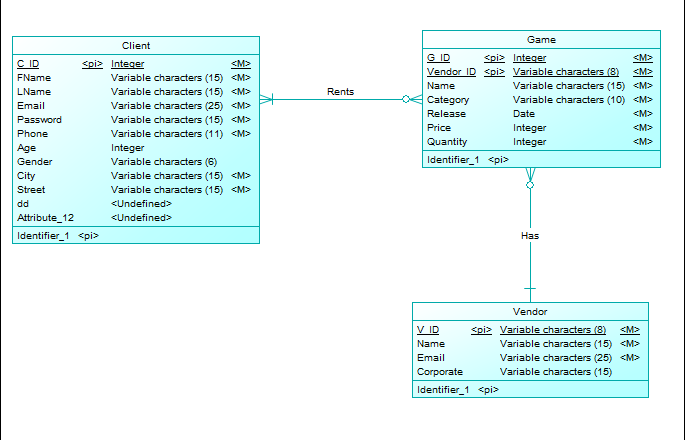 Client
C_ID <pi> Integer <M>
FName Variable characters (15) <M>
LName Variable characters (15) <M>
Email Variable characters (25) <M>
Password Variable characters (15) <M>
Phone Variable characters (11) <M>
Age Integer
Gender Variable characters (6)
City Variable characters (15) <M>
Street Variable characters (15) <M>
dd <Undefined>
Attribute_12 <Undefined>
Identifier_1 <pi>
Rents
Game
G_ID <pi> Integer <M>
Vendor_ID <pi> Variable characters (8) <M>
Name Variable characters (15) <M>
Category Variable characters (10) <M>
Release Date <M>
Price Integer <M>
Quantity Integer <M>
Identifier_1 <pi>
Has
Vendor
V_ID <pi> Variable characters (8) <M>
Name Variable characters (15) <M>
Email Variable characters (25) <M>
Corporate Variable characters (15)
Identifier_1 <pi>